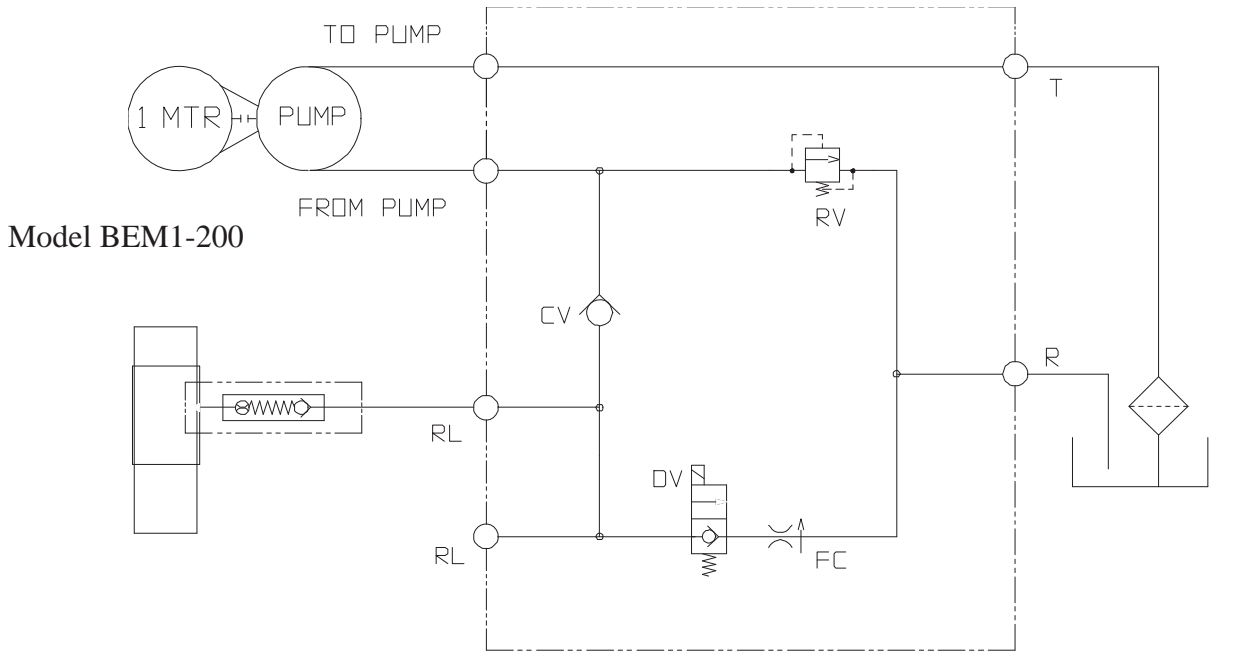 TO PUMP
T
1 MTR
PUMP
FROM PUMP
RV
Model BEM1-200
CV
R
RL
DV
RL
FC